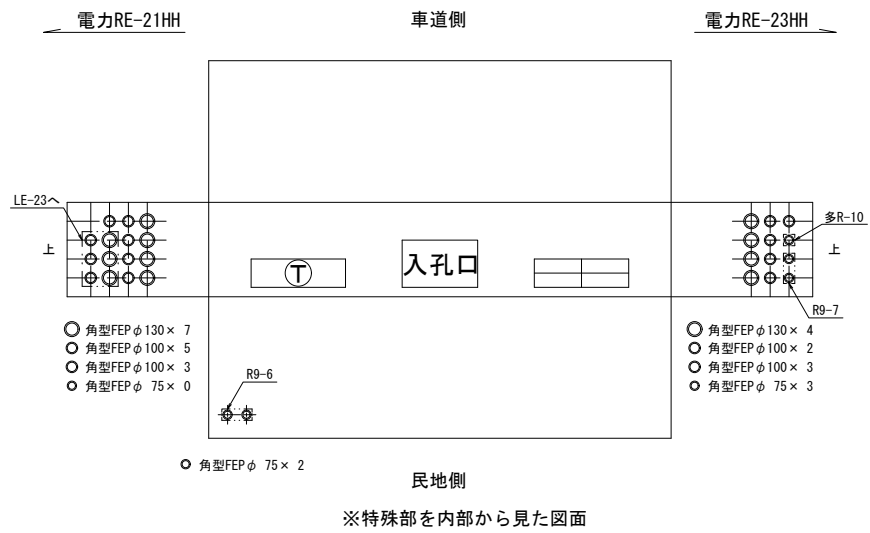 電力RE-21HH
車道側
電力RE-23HH
LE-23へ
多R-10
上
T
入孔口
上
R9-7
角型FEPφ130× 7
角型FEPφ100× 5
角型FEPφ100× 3
角型FEPφ 75× 0
角型FEPφ130× 4
角型FEPφ100× 2
角型FEPφ100× 3
角型FEPφ 75× 3
R9-6
角型FEPφ 75× 2
民地側
※特殊部を内部から見た図面